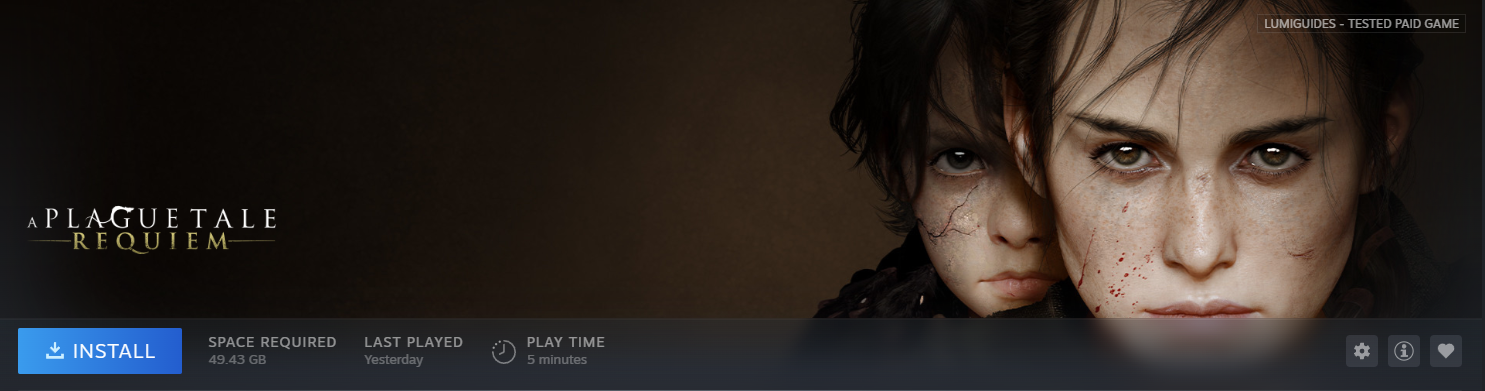 LUMIGUIDES - TESTED PAID GAME
A PLAGUE TALE
REQUIEM
INSTALL
SPACE REQUIRED
49.43 GB
LAST PLAYED
Yesterday
PLAY TIME
5 minutes